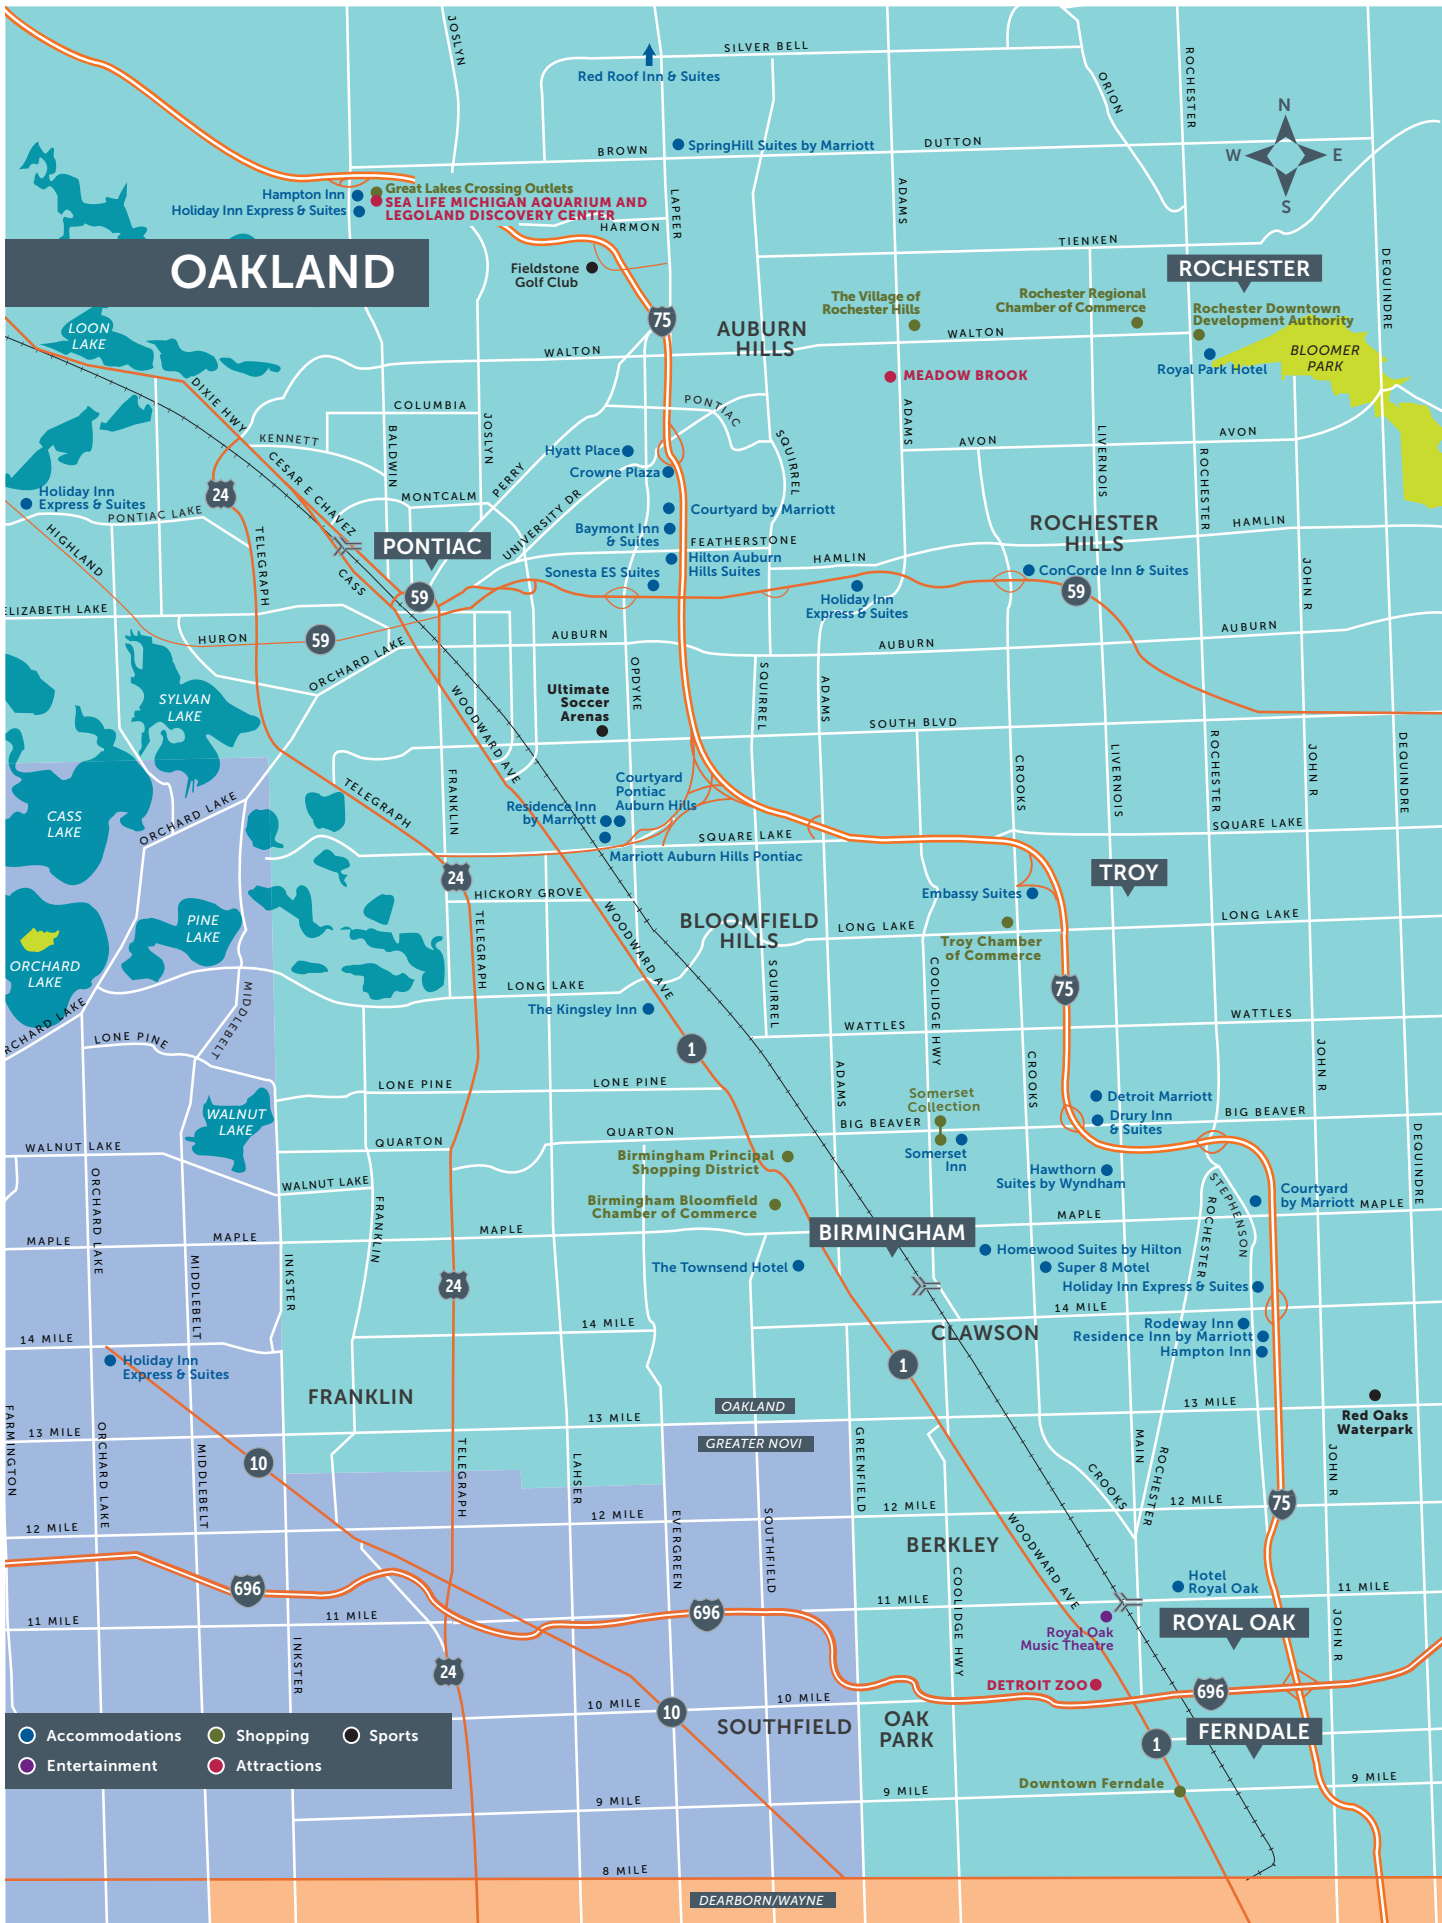 JOSLYN
SILVER BELL
Red Roof Inn & Suites
ORION
ROCHESTER
N
W
E
S
BROWN
SpringHill Suites by Marriott
DUTTON
Hampton Inn
Holiday Inn Express & Suites
Great Lakes Crossing Outlets
SEA LIFE MICHIGAN AQUARIUM AND
LEGOLAND DISCOVERY CENTER
HARMON
LAPEER
ADAMS
TIENKEN
DEQUINDRE
OAKLAND
Fieldstone
Golf Club
ROCHESTER
75
The Village of
Rochester Hills
Rochester Regional
Chamber of Commerce
Rochester Downtown
Development Authority
LOON
LAKE
AUBURN
HILLS
WALTON
WALTON
BLOOMER
PARK
Royal Park Hotel
MEADOW BROOK
DIXIE HWY
COLUMBIA
PONTIAC
KENNETT
BALDWIN
JOSLYN
ADAMS
AVON
LIVERNOIS
AVON
SQUIRREL
Hyatt Place
Crowne Plaza
CESAR E CHAVEZ
PERRY
ROCHESTER
24
Holiday Inn
Express & Suites
PONTIAC LAKE
MONTCALM
UNIVERSITY DR
Courtyard by Marriott
Baymont Inn
& Suites
FEATHERSTONE
ROCHESTER
HILLS
HAMLIN
HIGHLAND
TELEGRAPH
PONTIAC
CASS
Hilton Auburn
Hills Suites
HAMLIN
Sonesta ES Suites
ConCorde Inn & Suites
JOHN R
59
59
Holiday Inn
Express & Suites
ELIZABETH LAKE
HURON
59
ORCHARD LAKE
AUBURN
AUBURN
AUBURN
OPDYKE
SQUIRREL
ADAMS
SYLVAN
LAKE
WOODWARD AVE
Ultimate
Soccer
Arenas
SOUTH BLVD
CROOKS
LIVERNOIS
ROCHESTER
JOHN R
DEQUINDRE
CASS
LAKE
ORCHARD LAKE
TELEGRAPH
FRANKLIN
Courtyard
Pontiac
Auburn Hills
Residence Inn
by Marriott
SQUARE LAKE
SQUARE LAKE
Marriott Auburn Hills Pontiac
24
TROY
HICKORY GROVE
Embassy Suites
PINE
LAKE
TELEGRAPH
WOODWARD AVE
BLOOMFIELD
HILLS
LONG LAKE
LONG LAKE
Troy Chamber
of Commerce
ORCHARD
LAKE
SQUIRREL
COOLIDGE HWY
LONG LAKE
75
MIDDLEBELT
The Kingsley Inn
ORCHARD LAKE
LONE PINE
1
WATTLES
WATTLES
ADAMS
CROOKS
JOHN R
LONE PINE
LONE PINE
Somerset
Collection
Detroit Marriott
Drury Inn
& Suites
BIG BEAVER
BIG BEAVER
WALNUT
LAKE
WALNUT LAKE
QUARTON
QUARTON
Birmingham Principal
Shopping District
Somerset
Inn
Hawthorn
Suites by Wyndham
DEQUINDRE
ORCHARD LAKE
WALNUT LAKE
FRANKLIN
Birmingham Bloomfield
Chamber of Commerce
STEPHENSON
ROCHESTER
Courtyard
by Marriott
MAPLE
MAPLE
MAPLE
MAPLE
MAPLE
BIRMINGHAM
Homewood Suites by Hilton
The Townsend Hotel
Super 8 Motel
MIDDLEBELT
INKSTER
24
Holiday Inn Express & Suites
14 MILE
14 MILE
14 MILE
CLAWSON
Rodeway Inn
Residence Inn by Marriott
Hampton Inn
Holiday Inn
Express & Suites
1
FRANKLIN
OAKLAND
13 MILE
Red Oaks
Waterpark
FARMINGTON
13 MILE
ORCHARD LAKE
MIDDLEBELT
13 MILE
GREATER NOVI
GREENFIELD
MAIN
ROCHESTER
JOHN R
10
TELEGRAPH
LAHSER
CROOKS
12 MILE
12 MILE
12 MILE
12 MILE
75
EVERGREEN
SOUTHFIELD
BERKLEY
WOODWARD AVE
COOLIDGE HWY
696
Hotel
Royal Oak
11 MILE
11 MILE
11 MILE
11 MILE
696
ROYAL OAK
JOHN R
Royal Oak
Music Theatre
INKSTER
24
DETROIT ZOO
696
10 MILE
10 MILE
10
SOUTHFIELD
OAK
PARK
FERNDALE
1
Accommodations
Shopping
Sports
Entertainment
Attractions
Downtown Ferndale
9 MILE
9 MILE
9 MILE
8 MILE
DEARBORN/WAYNE